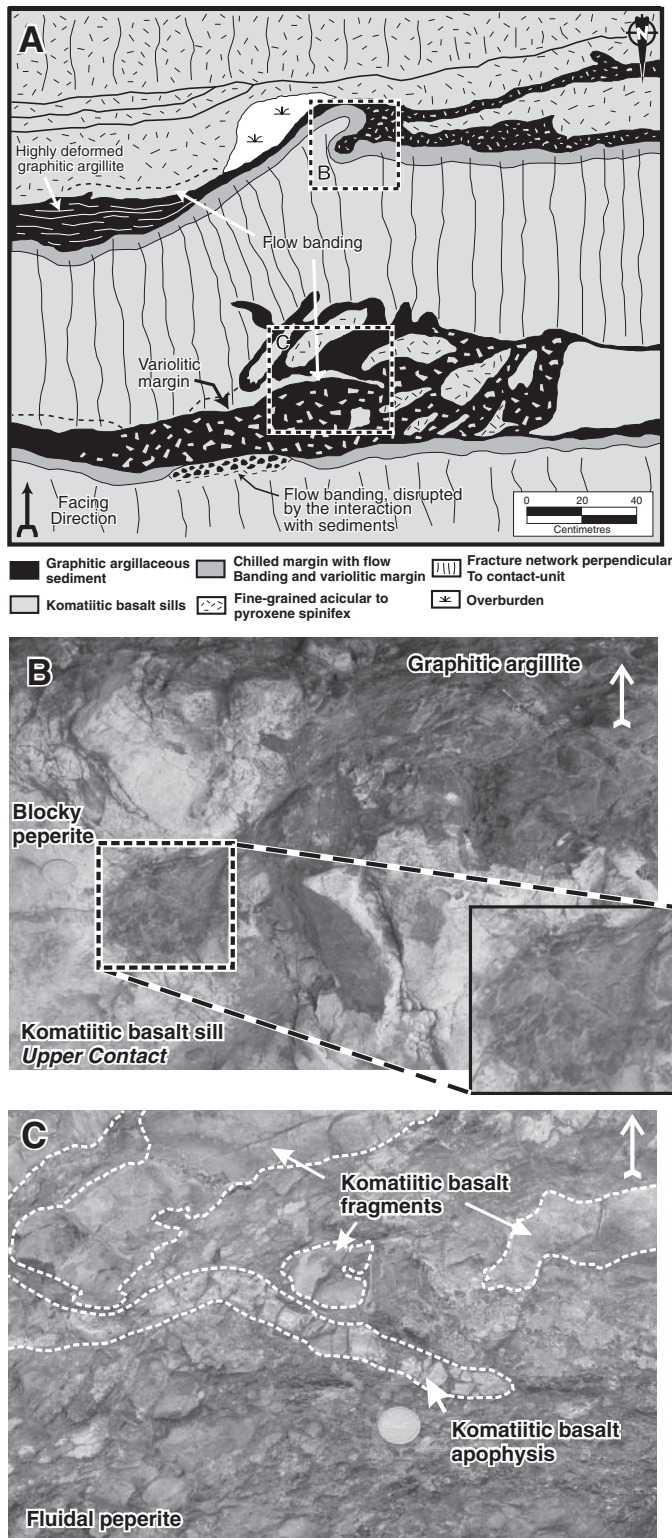 A
N
Highly deformed
graphitic argillite
B
Flow banding
C
Variolitic
margin
Facing
Direction
Flow banding, disrupted
by the interaction
with sediments
0 20 40
Centimetres
Graphitic argillaceous
sediment
Chilled margin with flow
Banding and variolitic margin
Fracture network perpendicular
To contact-unit
Komatiitic basalt sills
Fine-grained acicular to
pyroxene spinifex
Overburden
B
Graphitic argillite
Blocky
peperite
Komatiitic basalt sill
Upper Contact
C
Komatiitic basalt
fragments
Komatiitic basalt
apophysis
Fluidal peperite